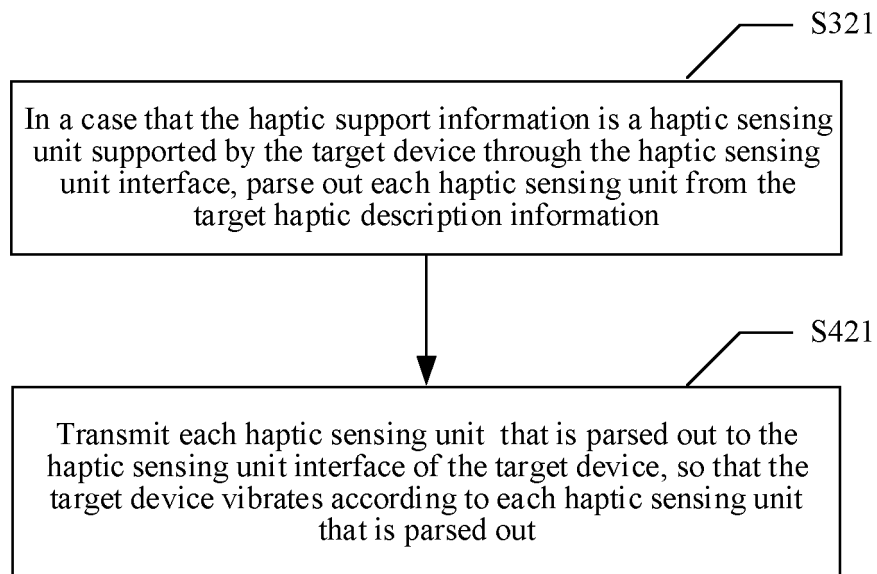 S321
In a case that the haptic support information is a haptic sensing
unit supported by the target device through the haptic sensing
unit interface, parse out each haptic sensing unit from the
target haptic description information
S421
Transmit each haptic sensing unit that is parsed out to the
haptic sensing unit interface of the target device, so that the
target device vibrates according to each haptic sensing unit
that is parsed out